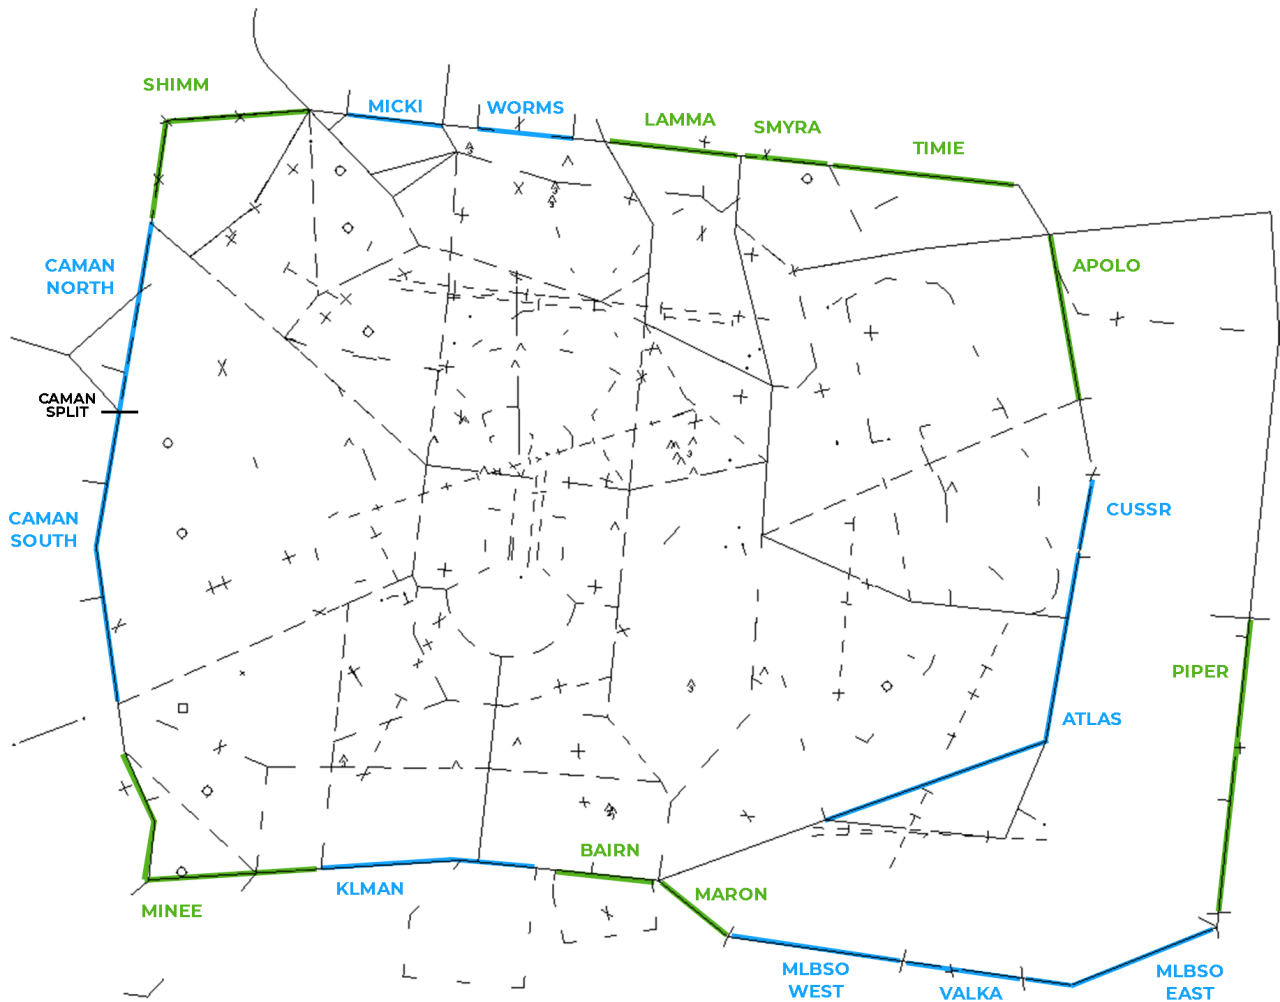 SHIMM
MICKI
WORMS
LAMMA
SMYRA
TIMIE
CAMAN
NORTH
APOLO
CAMAN
SPLIT
CAMAN
SOUTH
CUSSR
PIPER
ATLAS
BAIRN
KLMAN
MARON
MINEE
MLBSO
WEST
VALKA
MLBSO
EAST